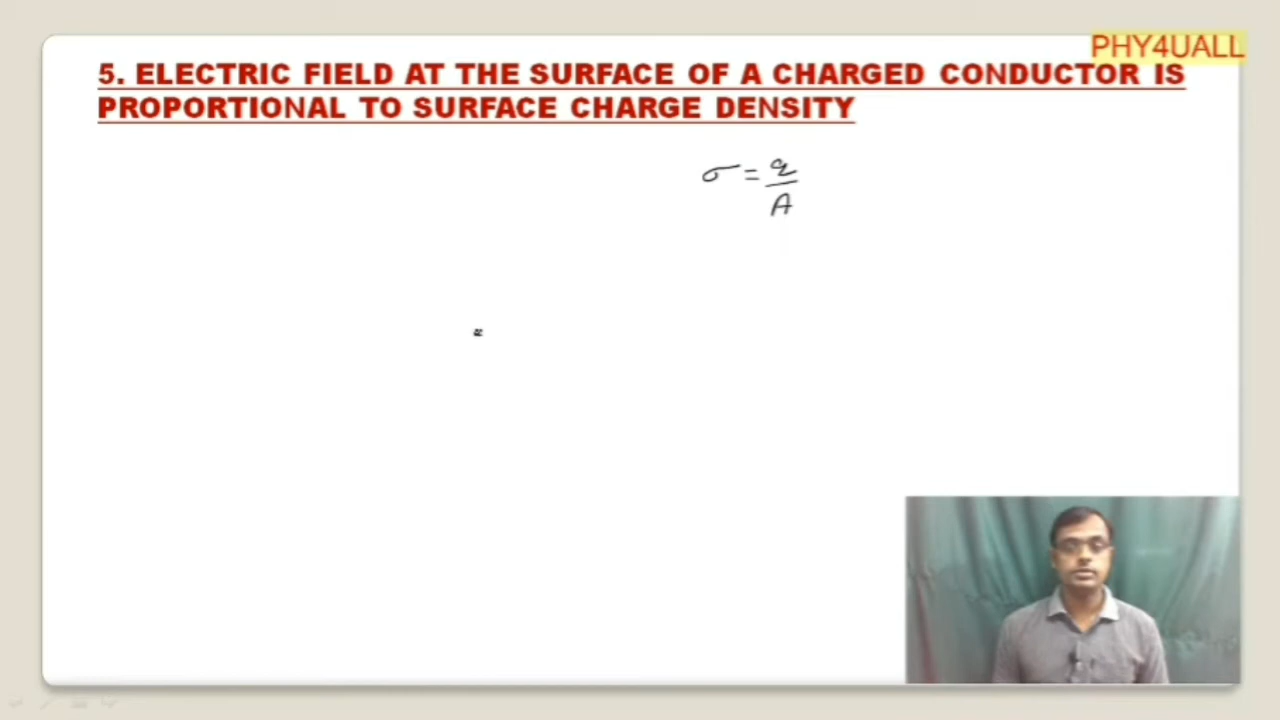 PHY4UALL
5. ELECTRIC FIELD AT THE SURFACE OF A CHARGED CONDUCTOR IS
PROPORTIONAL TO SURFACE CHARGE DENSITY
σ = q/A